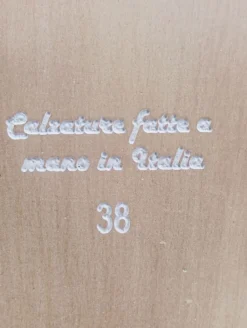 Calzature fatte a
mano in Italia
38